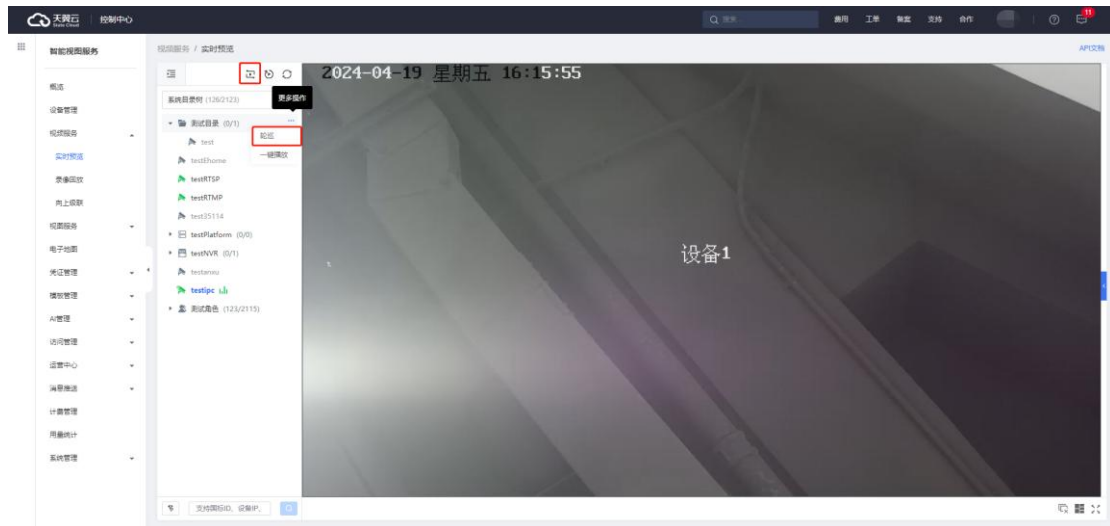 天翼云 控制中心
State Cloud
搜索
费用 工单 备案 支持 合作
11
智能视图服务
视频服务 / 实时预览
API文档
概览
设备管理
视频服务
实时预览
录像回放
向上级联
视图服务
电子地图
凭证管理
模板管理
AI管理
访问管理
运营中心
消息推送
计费管理
用量统计
系统管理
系统目录树 (126/2123)
更多操作
测试目录 (0/1)
轮巡
一键播放
test
testEhome
testRTSP
testRTMP
test35114
testPlatform (0/0)
testNVR (0/1)
testipc
测试角色 (123/2115)
支持国标ID、设备IP、
2024-04-19 星期五 16:15:55
设备1